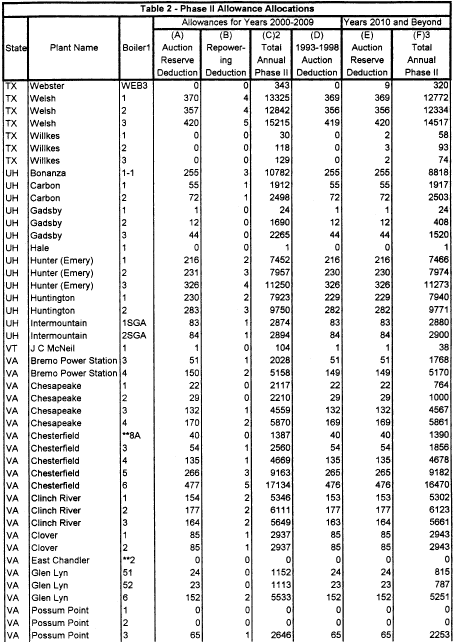 Table 2 - Phase II Allowance Allocations
Allowances for Years 2000-2009 Years 2010 and Beyond
(A) (B) (C)2 (D) (E) (F)3
State Plant Name Boiler1 Auction Repower- Total 1993-1998 Auction Total
Reserve ing Annual Auction Reserve Annual
Deduction Deduction Phase II Deduction Deduction Phase II
TX Webster WEB3 0 0 343 0 9 320
TX Welsh 1 370 4 13325 369 369 12772
TX Welsh 2 357 4 12842 356 356 12334
TX Welsh 3 420 5 15215 419 420 14517
TX Willkes 1 0 0 30 0 2 58
TX Willkes 2 0 0 118 0 3 93
TX Willkes 3 0 0 129 0 2 74
UH Bonanza 1-1 255 3 10782 255 255 8818
UH Carbon 1 55 1 1912 55 55 1917
UH Carbon 2 72 1 2498 72 72 2503
UH Gadsby 1 1 0 24 1 1 24
UH Gadsby 2 12 0 1690 12 12 408
UH Gadsby 3 44 0 2265 44 44 1520
UH Hale 1 0 0 1 0 0 1
UH Hunter (Emery) 1 216 2 7452 216 216 7466
UH Hunter (Emery) 2 231 3 7957 230 230 7974
UH Hunter (Emery) 3 326 4 11250 326 326 11273
UH Huntington 1 230 2 7923 229 229 7940
UH Huntington 2 283 3 9750 282 282 9771
UH Intermountain 1SGA 83 1 2874 83 83 2880
UH Intermountain 2SGA 84 1 2894 84 84 2900
VT J C McNeil 1 1 0 104 1 1 38
VA Bremo Power Station 3 51 1 2028 51 51 1768
VA Bremo Power Station 4 150 2 5158 149 149 5170
VA Chesapeake 1 22 0 2117 22 22 764
VA Chesapeake 2 29 0 2210 29 29 1000
VA Chesapeake 3 132 1 4559 132 132 4567
VA Chesapeake 4 170 2 5870 169 169 5861
VA Chesterfield **8A 40 0 1387 40 40 1390
VA Chesterfield 3 54 1 2560 54 54 1856
VA Chesterfield 4 135 1 4669 135 135 4678
VA Chesterfield 5 266 3 9163 265 265 9182
VA Chesterfield 6 477 5 17134 476 476 16470
VA Clinch River 1 154 2 5346 153 153 5302
VA Clinch River 2 177 2 6111 177 177 6123
VA Clinch River 3 164 2 5649 163 164 5661
VA Clover 1 85 1 2937 85 85 2943
VA Clover 2 85 1 2937 85 85 2943
VA East Chandler **2 0 0 0 0 0 0
VA Glen Lyn 51 24 0 1152 24 24 815
VA Glen Lyn 52 23 0 1113 23 23 787
VA Glen Lyn 6 152 2 5533 152 152 5251
VA Possum Point 1 0 0 0 0 0 0
VA Possum Point 2 0 0 0 0 0 0
VA Possum Point 3 65 1 2646 65 65 2253